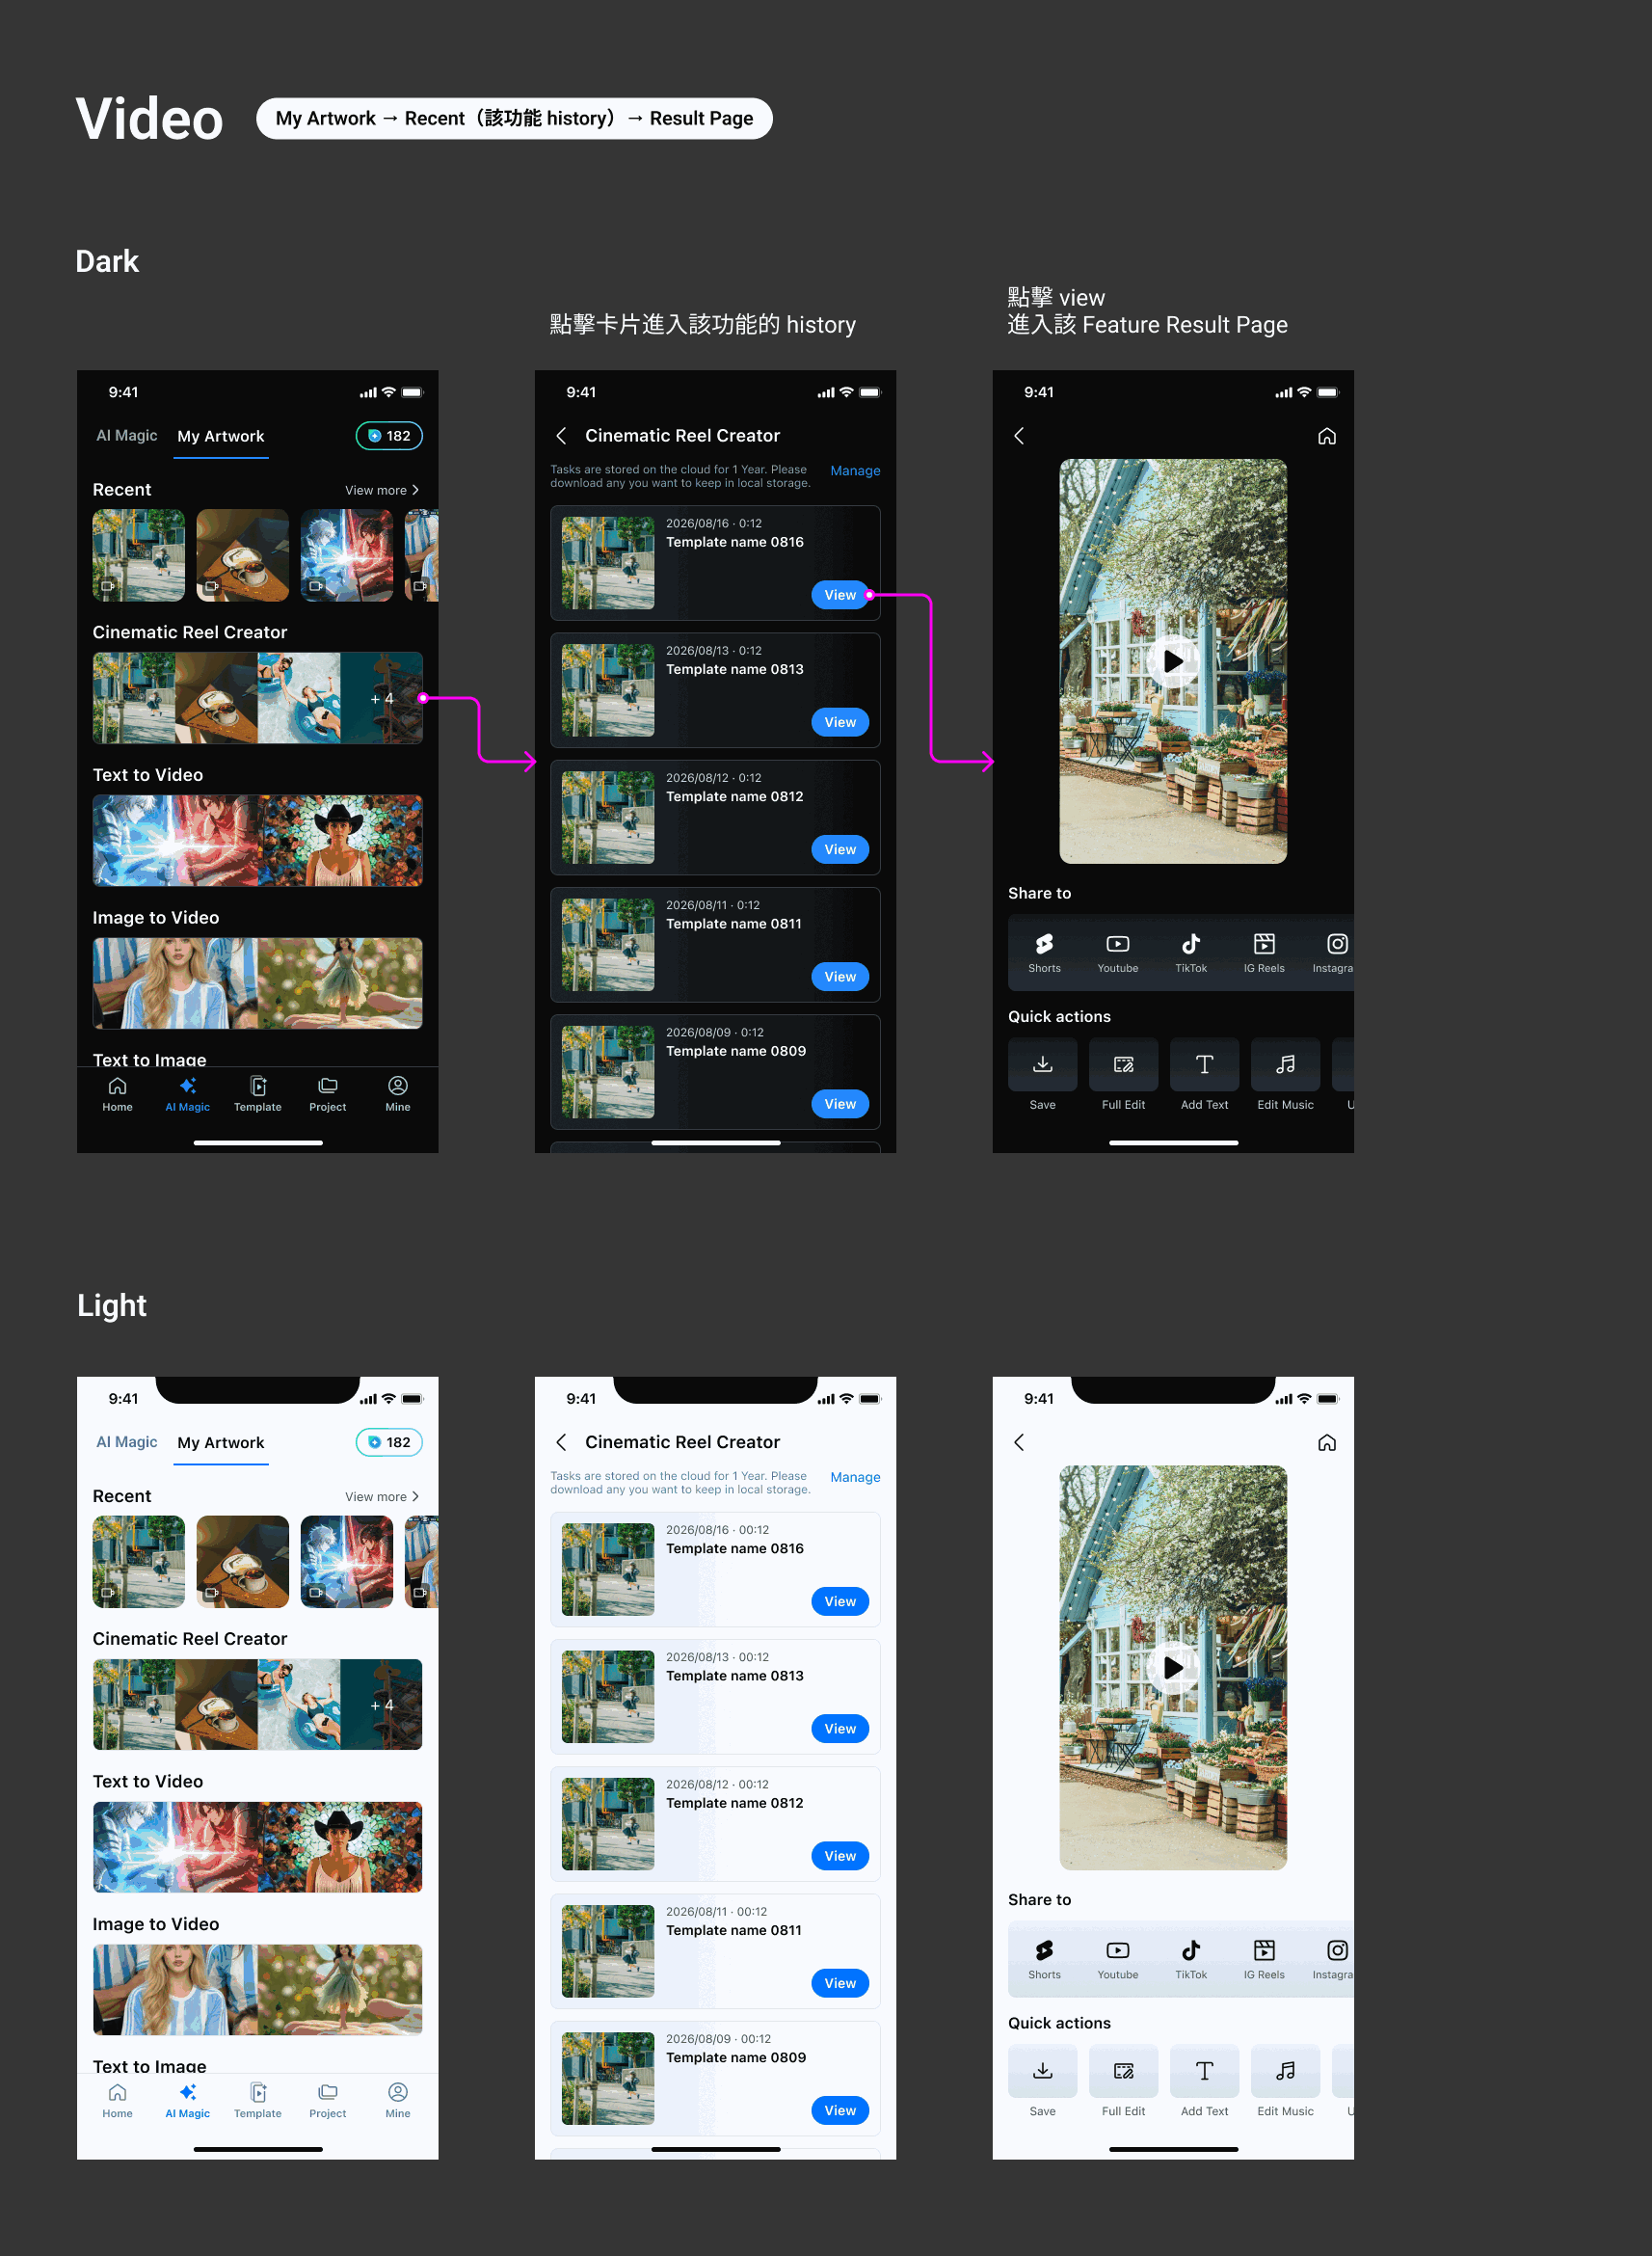 Video
My Artwork → Recent（該功能 history）→ Result Page
Dark
點擊卡片進入該功能的 history
點擊 view
進入該 Feature Result Page
9:41
AI Magic
My Artwork
182
Recent
View more
Cinematic Reel Creator
+ 4
Text to Video
Image to Video
Text to Image
Home
AI Magic
Template
Project
Mine
9:41
Cinematic Reel Creator
Tasks are stored on the cloud for 1 Year. Please
download any you want to keep in local storage.
Manage
2026/08/16 · 0:12
Template name 0816
View
2026/08/13 · 0:12
Template name 0813
View
2026/08/12 · 0:12
Template name 0812
View
2026/08/11 · 0:12
Template name 0811
View
2026/08/09 · 0:12
Template name 0809
View
9:41
Share to
Shorts
Youtube
TikTok
IG Reels
Instagra
Quick actions
Save
Full Edit
Add Text
Edit Music
U
Light
9:41
AI Magic
My Artwork
182
Recent
View more
Cinematic Reel Creator
+ 4
Text to Video
Image to Video
Text to Image
Home
AI Magic
Template
Project
Mine
9:41
Cinematic Reel Creator
Tasks are stored on the cloud for 1 Year. Please
download any you want to keep in local storage.
Manage
2026/08/16 · 00:12
Template name 0816
View
2026/08/13 · 00:12
Template name 0813
View
2026/08/12 · 00:12
Template name 0812
View
2026/08/11 · 00:12
Template name 0811
View
2026/08/09 · 00:12
Template name 0809
View
9:41
Share to
Shorts
Youtube
TikTok
IG Reels
Instagra
Quick actions
Save
Full Edit
Add Text
Edit Music
U